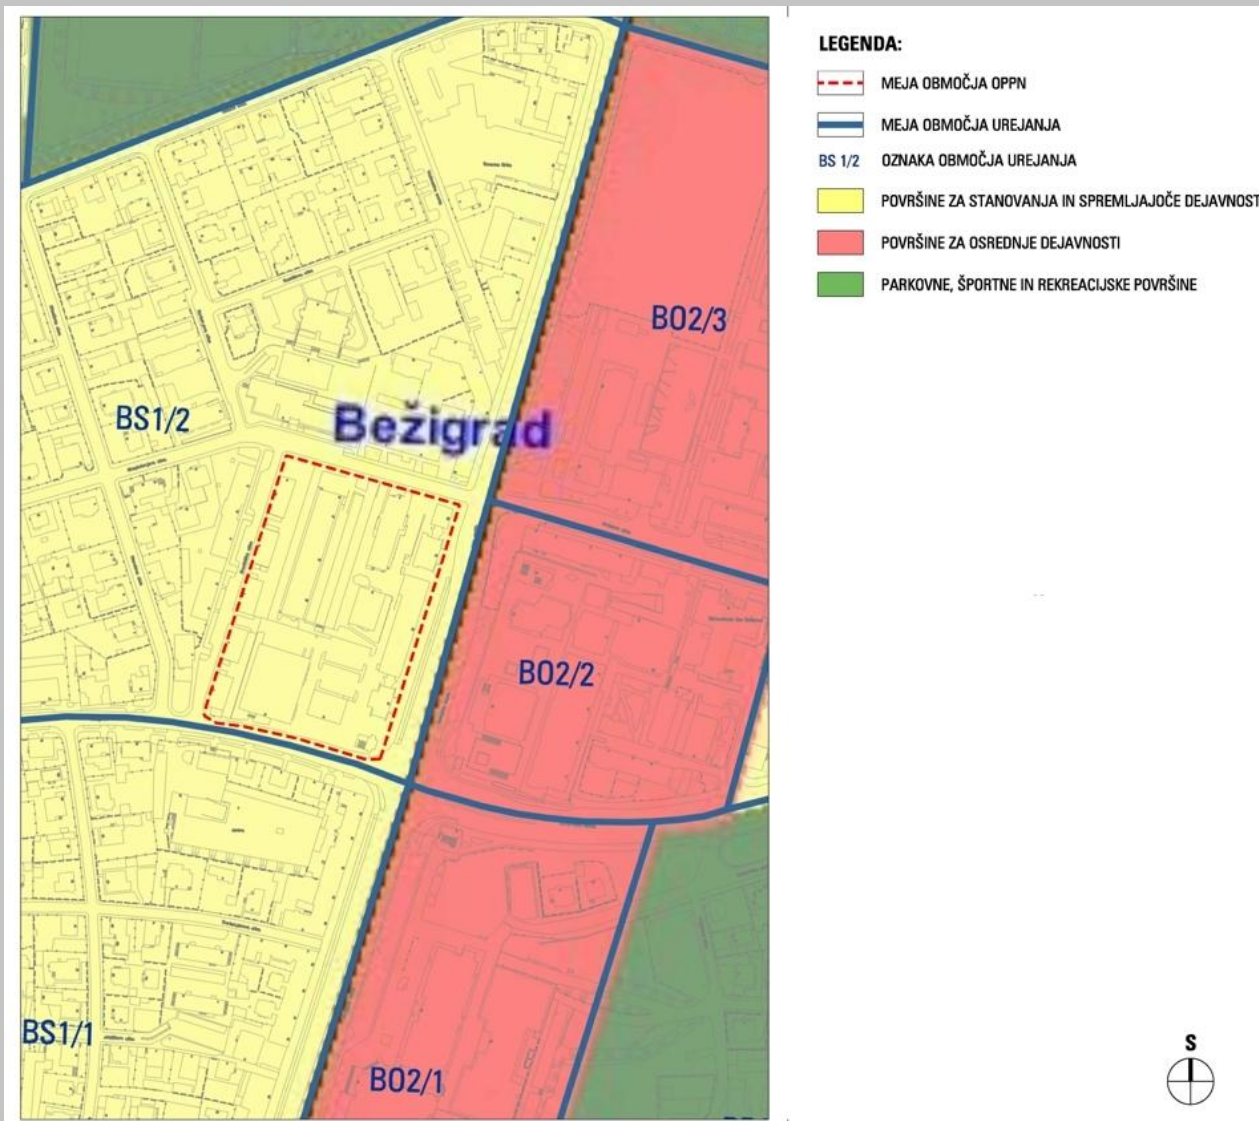 LEGENDA:
MEJA OBMOČJA OPPN
MEJA OBMOČJA UREJANJA
BS 1/2 OZNAKA OBMOČJA UREJANJA
POVRŠINE ZA STANOVANJA IN SPREMLJAJOČE DEJAVNOST
POVRŠINE ZA OSREDNJE DEJAVNOSTI
PARKOVNE, ŠPORTNE IN REKREACIJSKE POVRŠINE
BO2/3
BS1/2
Bežigrad
BO2/2
BS1/1
BO2/1
S